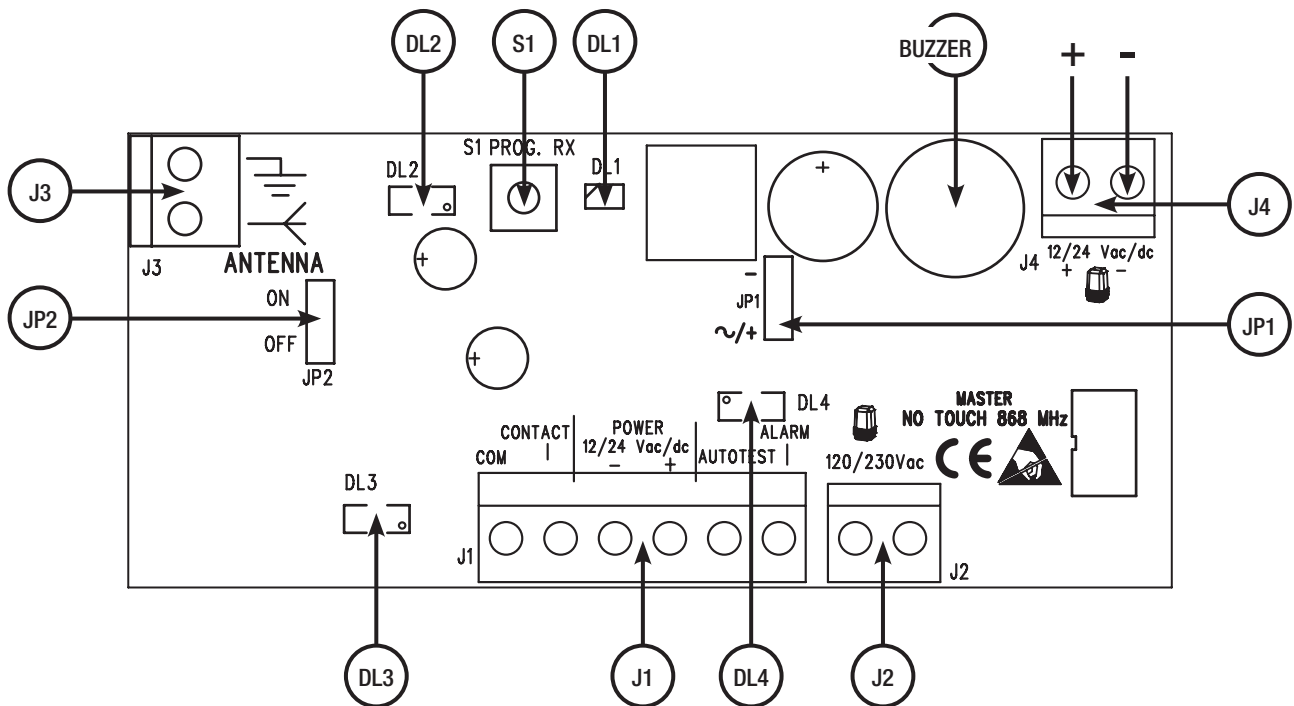 DL2 S1 DL1 BUZZER + -
S1 PROG. RX
DL2 DL1
J3
J4
J3
ANTENNA
J4 12/24 Vac/dc
+ -
ON
OFF
JP2
JP2
-
JP1
~/+
JP1
DL4
MASTER
NO TOUCH 868 MHz
CE
120/230Vac
COM CONTACT
POWER
12/24 Vac/dc
- +
AUTOTEST ALARM
DL3
J1
J2
DL3 J1 DL4 J2